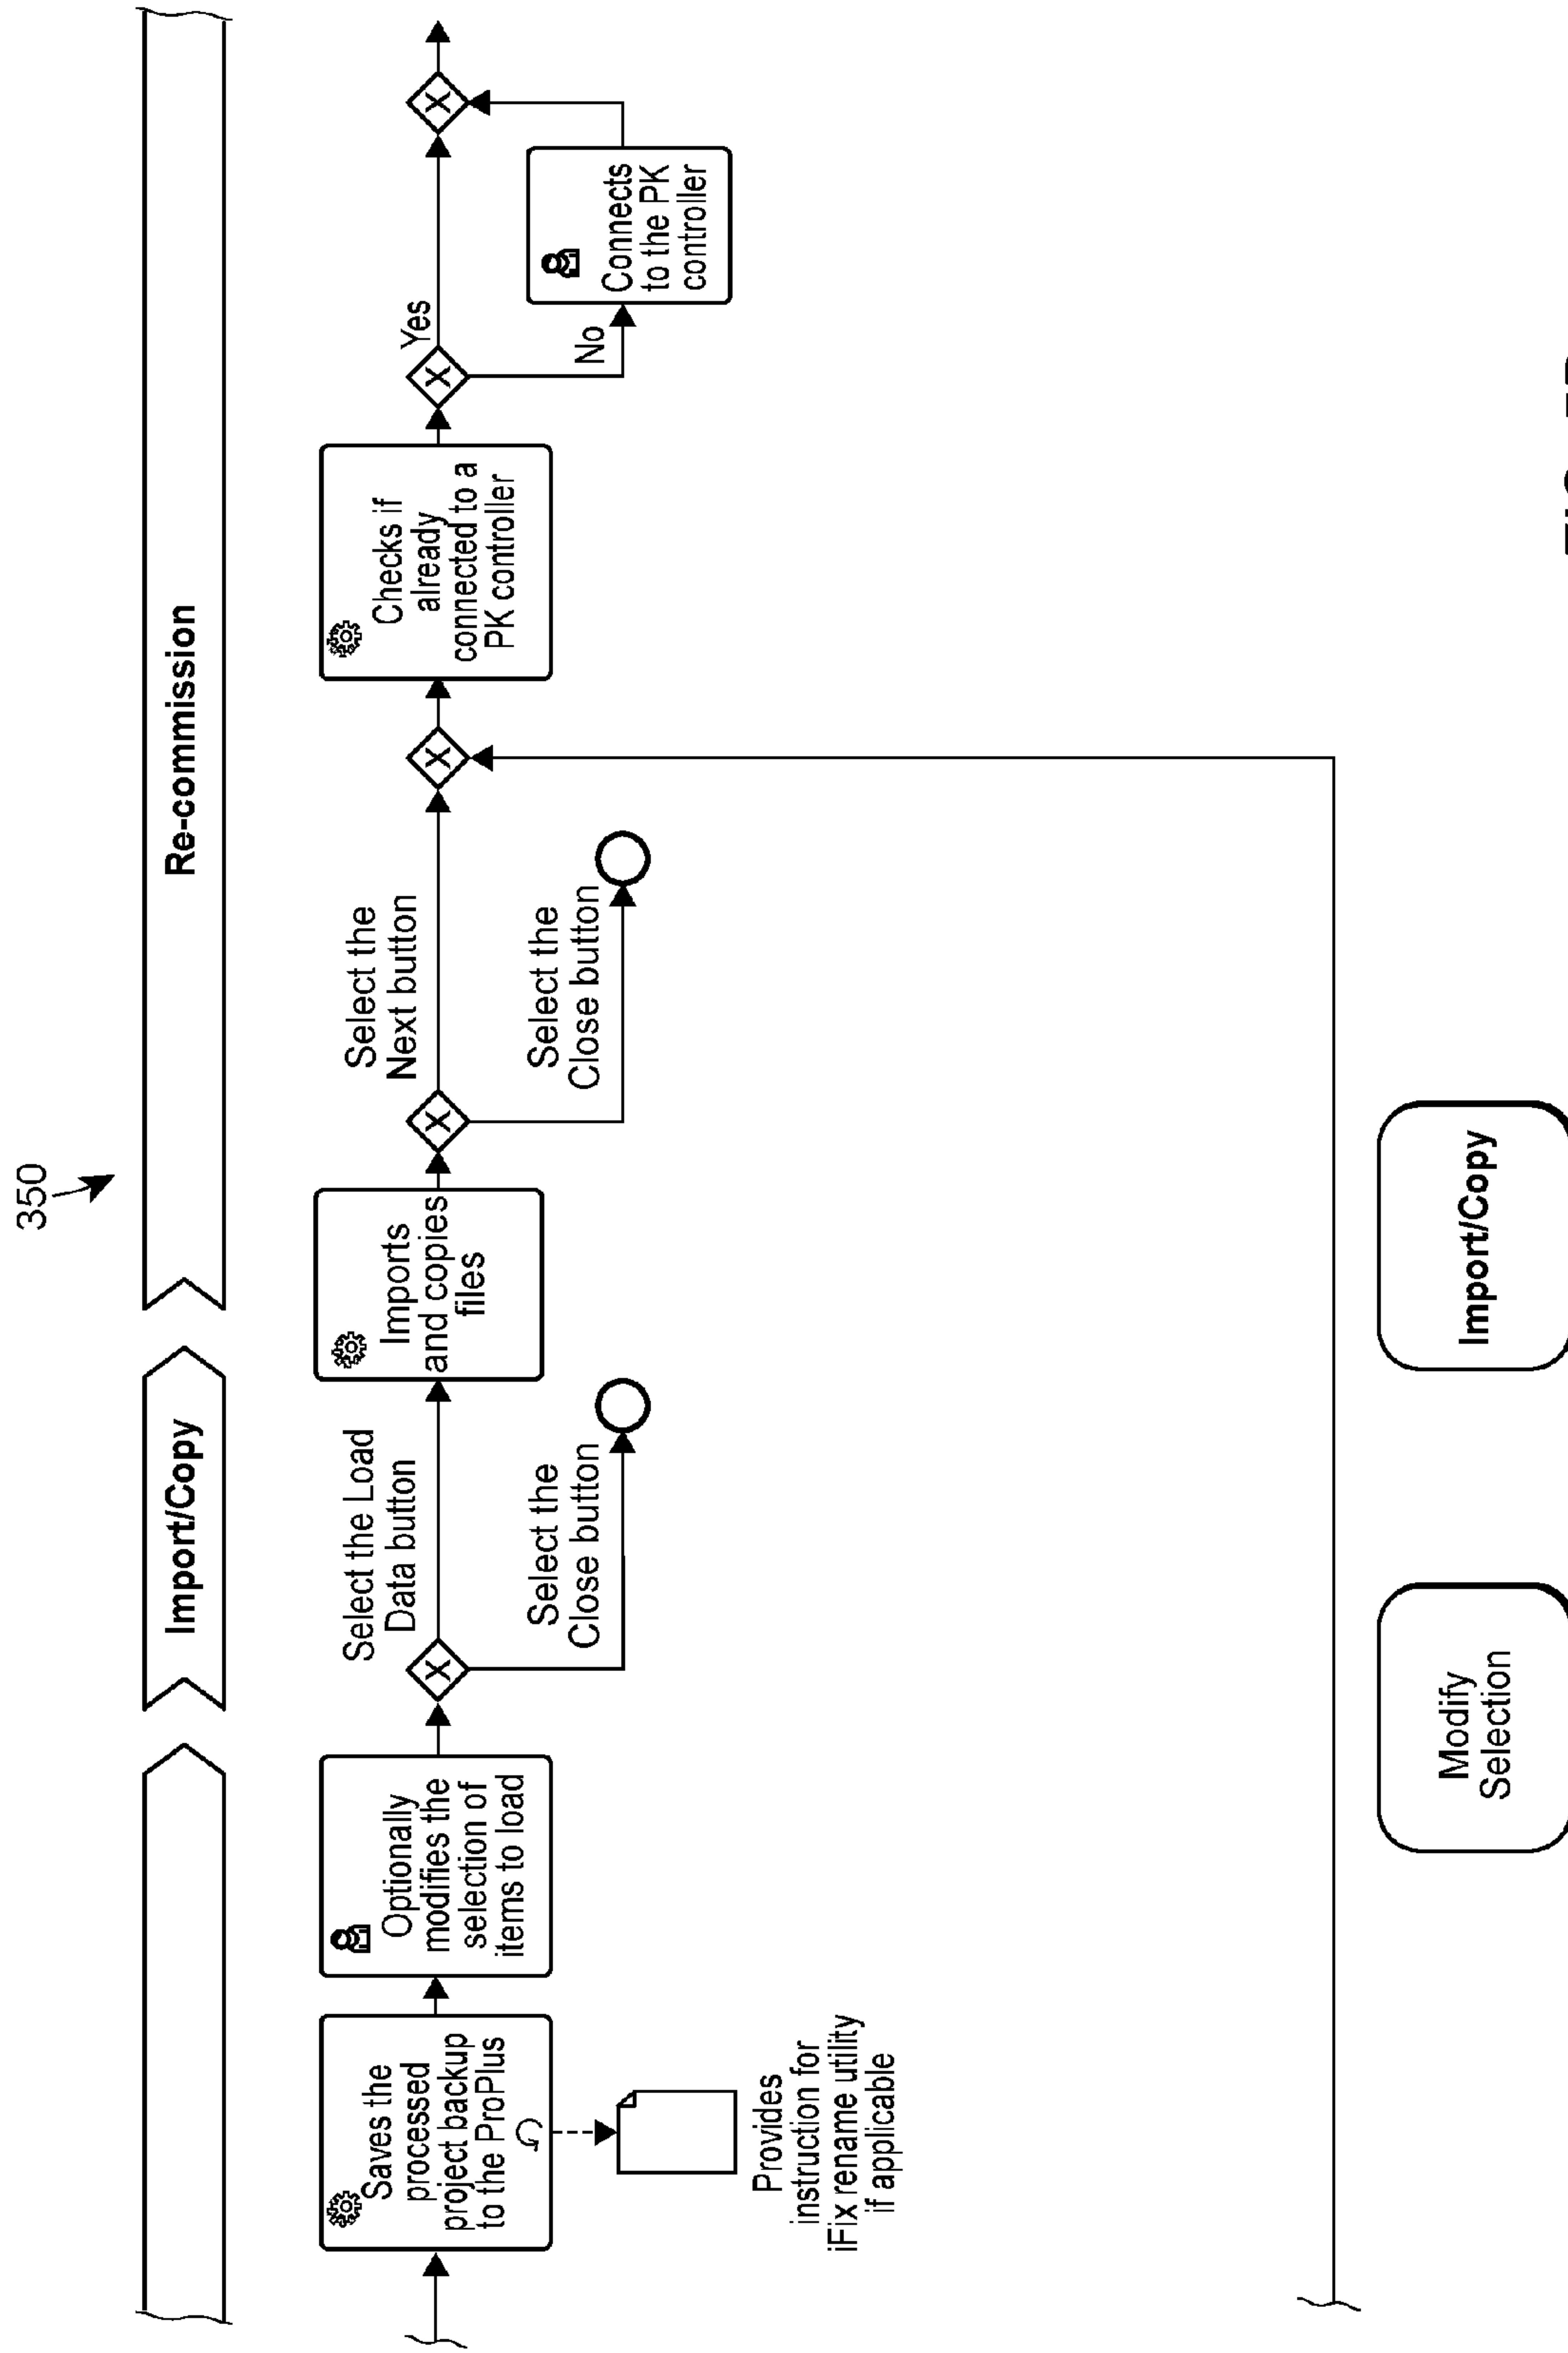 350
Import/Copy
Re-commission
Saves the
processed
project backup
to the ProPlus
Provides
instruction for
iFix rename utility
if applicable
Optionally
modifies the
selection of
items to load
Select the Load
Data button
Select the
Close button
Imports
and copies
files
Select the
Next button
Select the
Close button
Checks if
already
connected to a
PK controller
Yes
No
Connects
to the PK
controller
X
X
X
X
X
Modify
Selection
Import/Copy